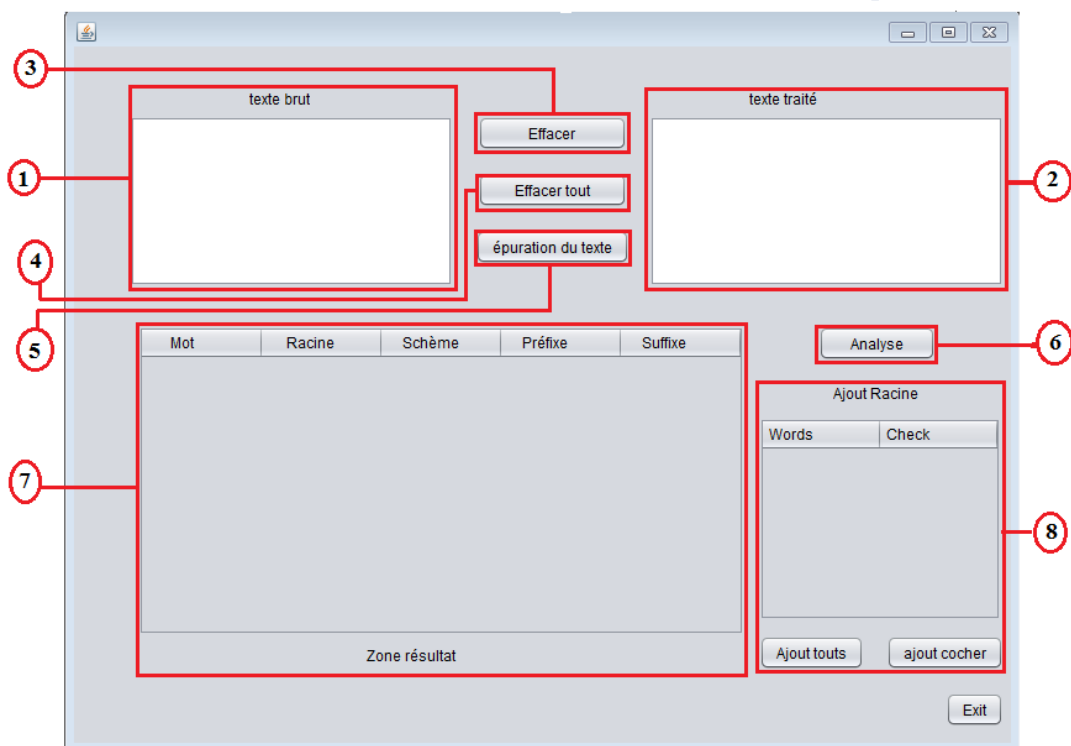 3
texte brut
texte traité
Effacer
1
Effacer tout
2
épuration du texte
4
5
Mot Racine Schème Préfixe Suffixe
Analyse
6
Ajout Racine
Words Check
7
8
Ajout touts ajout cocher
Zone résultat
Exit